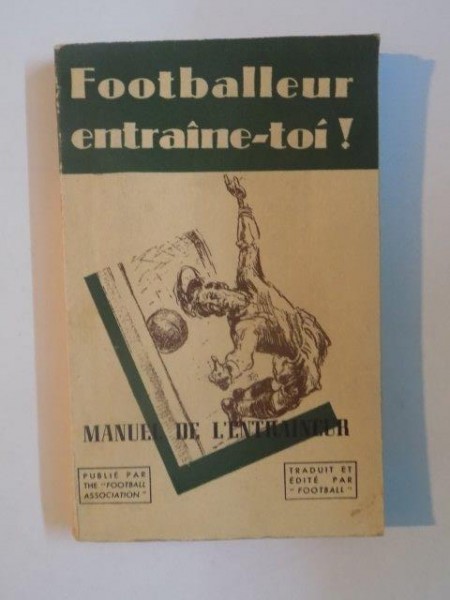 Footballeur
entraîne-toi !
MANUEL DE L'ENTRAINEUR
PUBLIÉ PAR
THE "FOOTBALL
ASSOCIATION"
TRADUIT ET
ÉDITÉ PAR
"FOOTBALL"